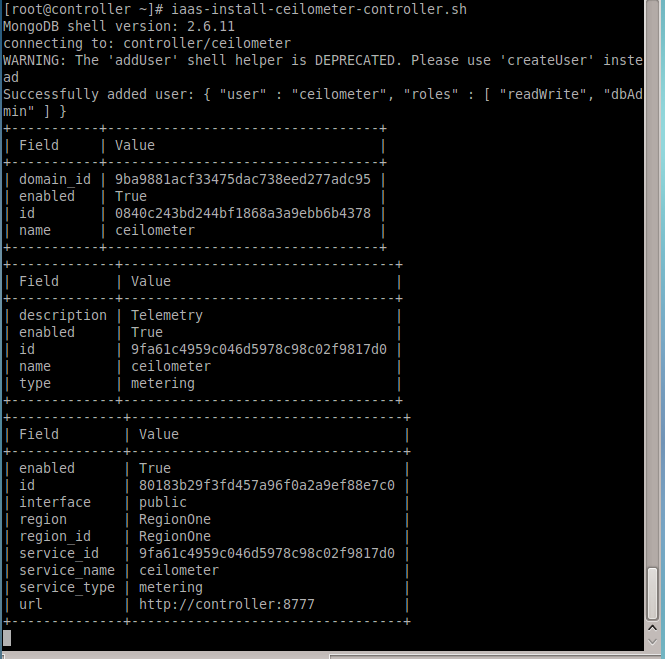 [root@controller ~]# iaas-install-ceilometer-controller.sh
MongoDB shell version: 2.6.11
connecting to: controller/ceilometer
WARNING: The 'addUser' shell helper is DEPRECATED. Please use 'createUser' inste
ad
Successfully added user: { "user" : "ceilometer", "roles" : [ "readWrite", "dbAd
min" ] }
+-----------+----------------------------------+
| Field     | Value                            |
+-----------+----------------------------------+
| domain_id | 9ba9881acf33475dac738eed277adc95 |
| enabled   | True                             |
| id        | 0840c243bd244bf1868a3a9ebb6b4378 |
| name      | ceilometer                       |
+-----------+----------------------------------+
+-------------+----------------------------------+
| Field       | Value                            |
+-------------+----------------------------------+
| description | Telemetry                        |
| enabled     | True                             |
| id          | 9fa61c4959c046d5978c98c02f9817d0 |
| name        | ceilometer                       |
| type        | metering                         |
+-------------+----------------------------------+
+--------------+----------------------------------+
| Field        | Value                            |
+--------------+----------------------------------+
| enabled      | True                             |
| id           | 80183b29f3fd457a96f0a2a9ef88e7c0 |
| interface    | public                           |
| region       | RegionOne                        |
| region_id    | RegionOne                        |
| service_id   | 9fa61c4959c046d5978c98c02f9817d0 |
| service_name | ceilometer                       |
| service_type | metering                         |
| url          | http://controller:8777           |
+--------------+----------------------------------+